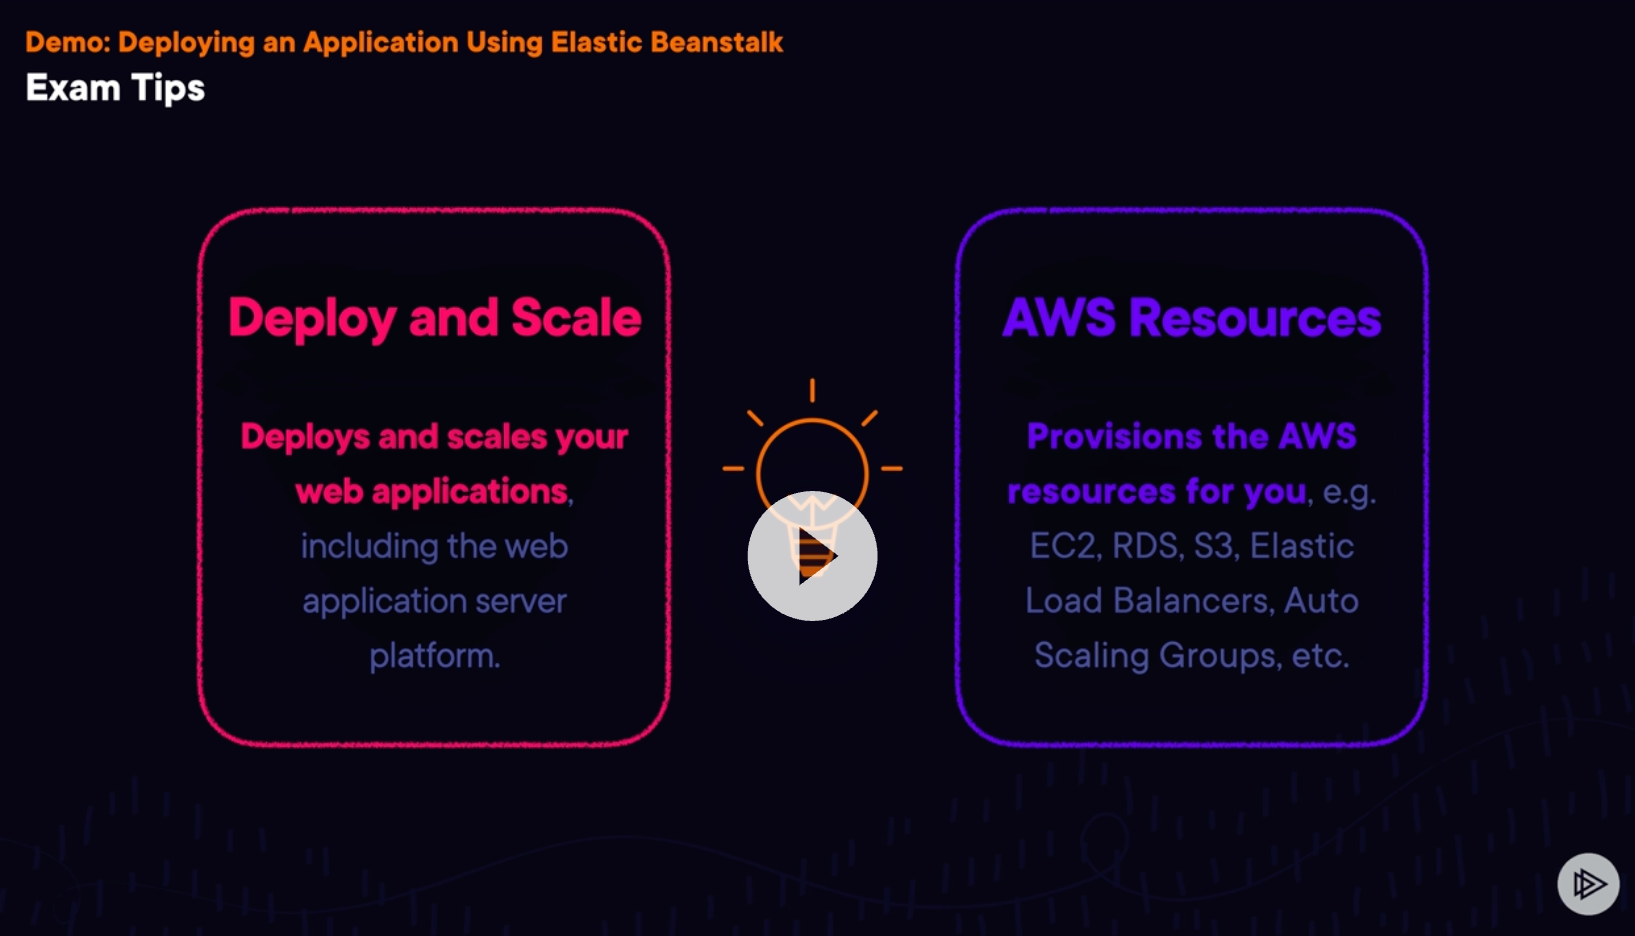 Demo: Deploying an Application Using Elastic Beanstalk
Exam Tips
Deploy and Scale
Deploys and scales your
web applications,
including the web
application server
platform.
AWS Resources
Provisions the AWS
resources for you, e.g.
EC2, RDS, S3, Elastic
Load Balancers, Auto
Scaling Groups, etc.